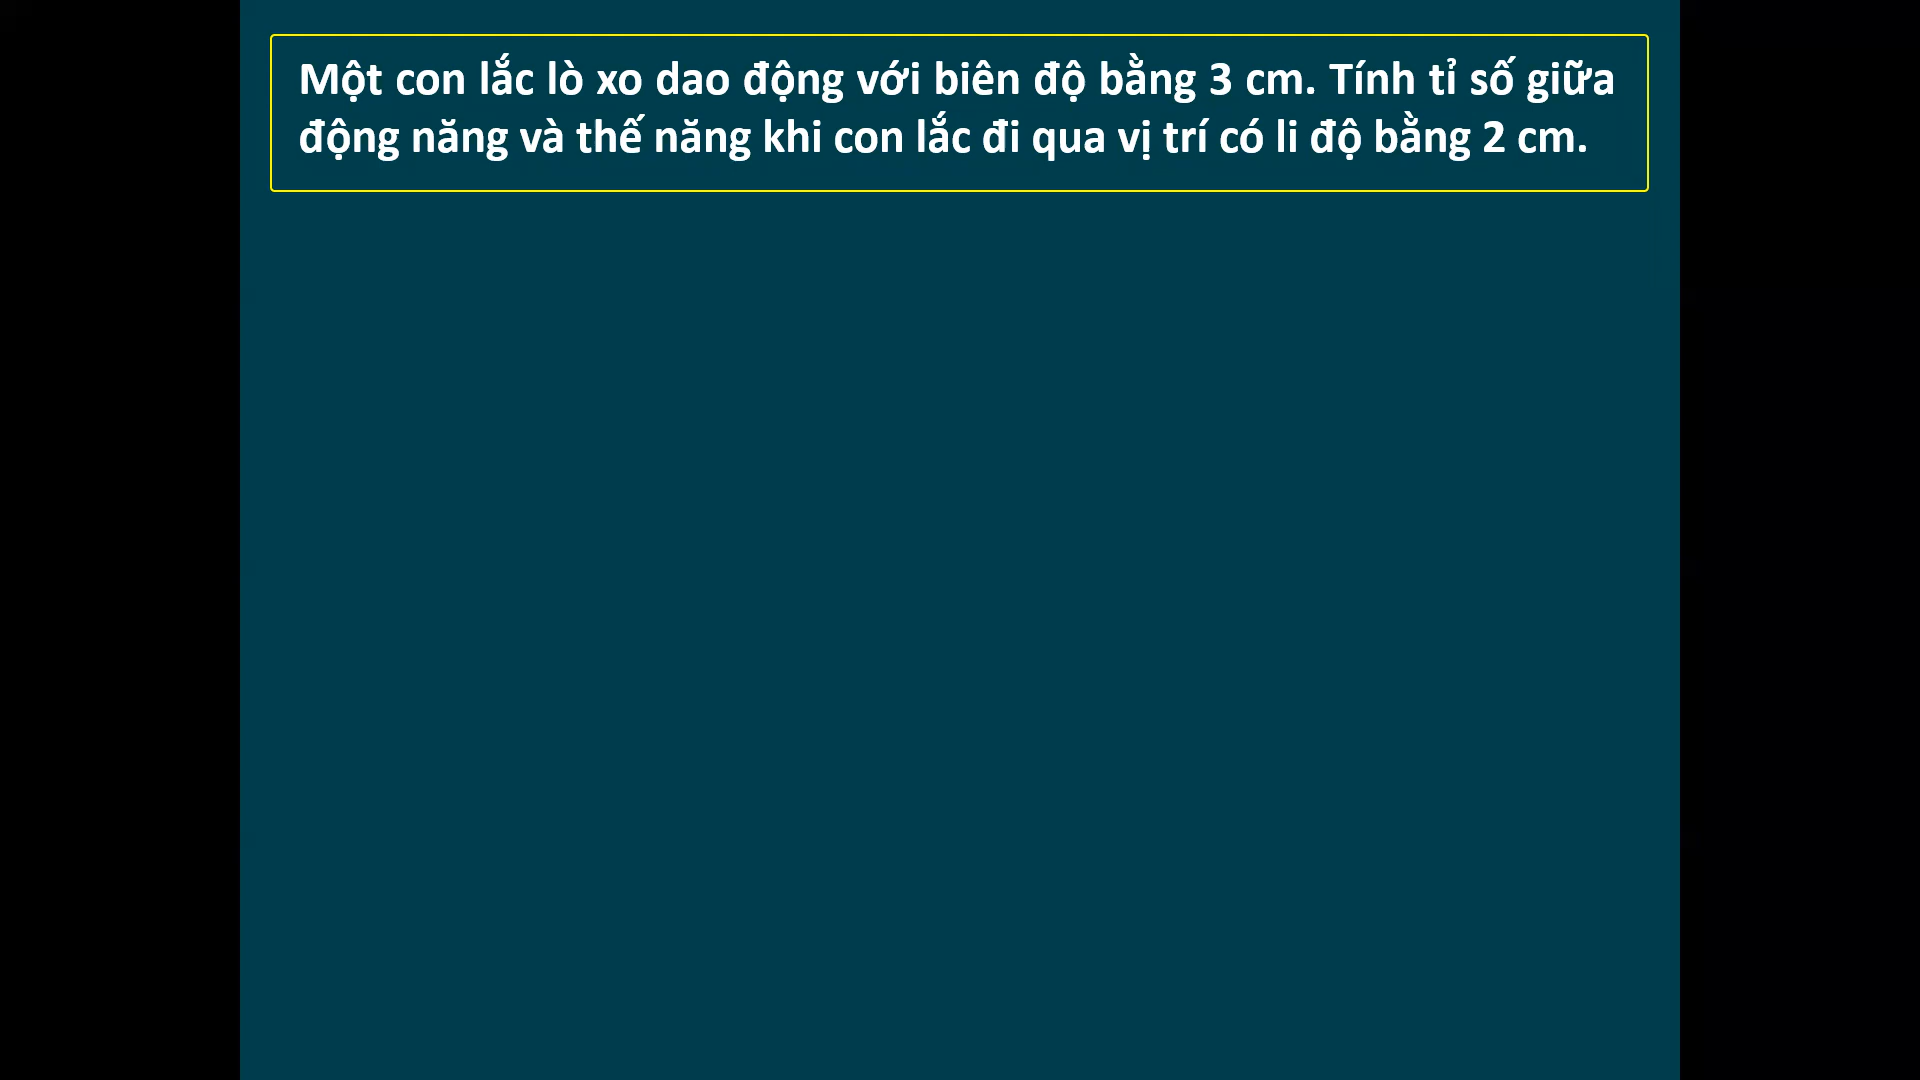 Một con lắc lò xo dao động với biên độ bằng 3 cm. Tính tỉ số giữa
động năng và thế năng khi con lắc đi qua vị trí có li độ bằng 2 cm.